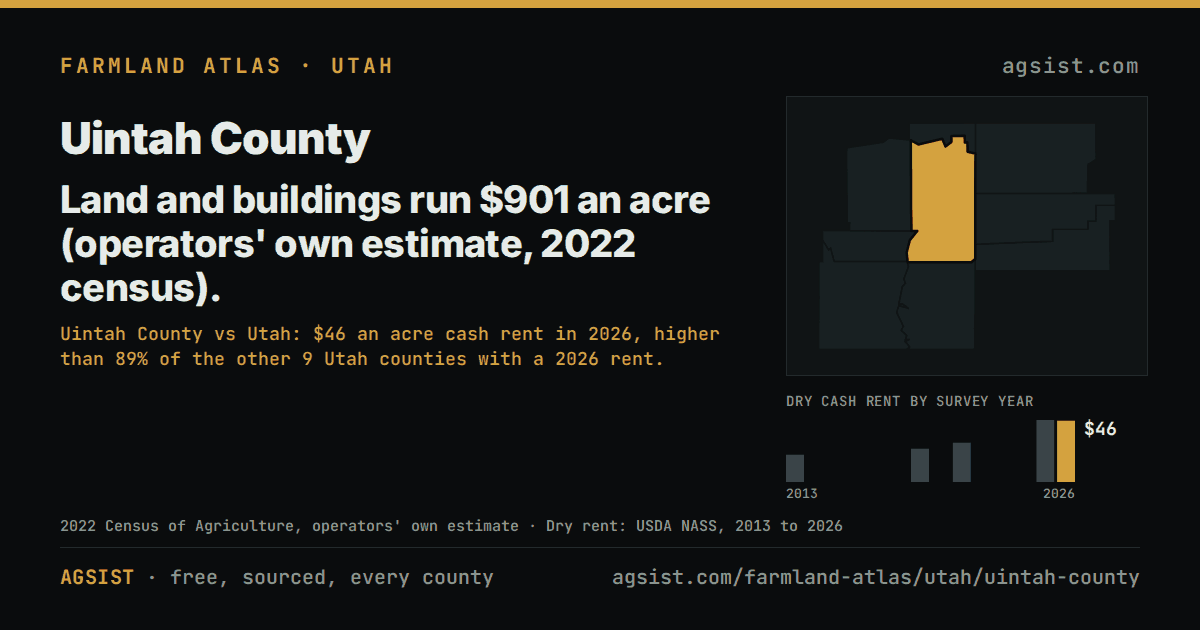 FARMLAND ATLAS · UTAH
agsist.com
Uintah County
Land and buildings run $901 an acre
(operators' own estimate, 2022
census).
Uintah County vs Utah: $46 an acre cash rent in 2026, higher
than 89% of the other 9 Utah counties with a 2026 rent.
DRY CASH RENT BY SURVEY YEAR
$46
2013
2026
2022 Census of Agriculture, operators' own estimate · Dry rent: USDA NASS, 2013 to 2026
AGSIST · free, sourced, every county
agsist.com/farmland-atlas/utah/uintah-county